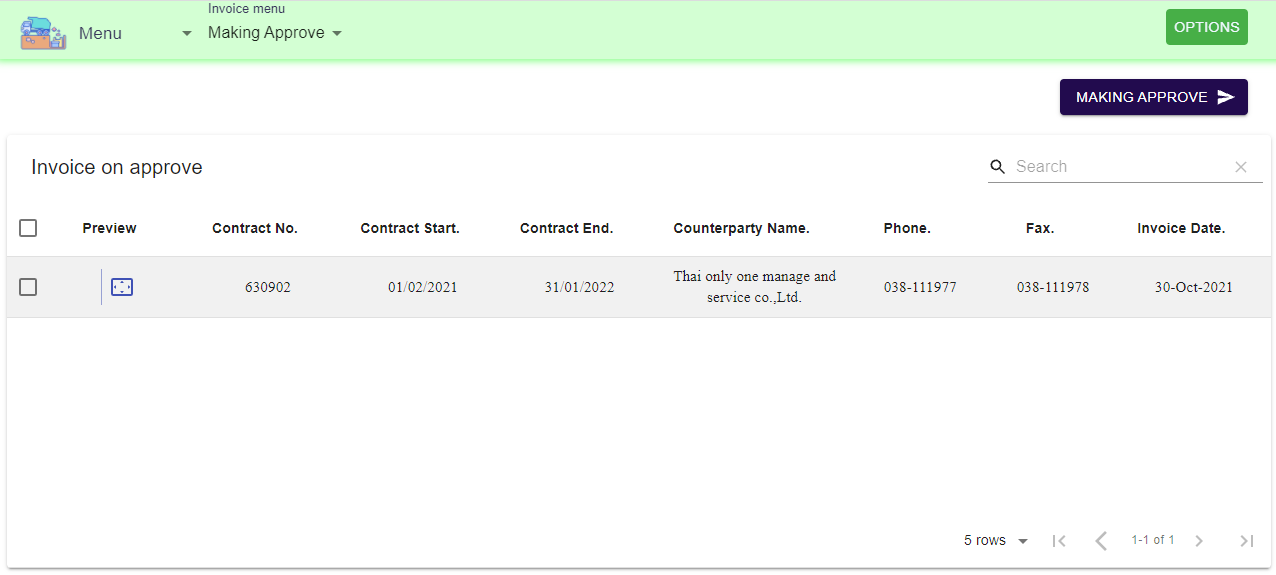 Invoice menu
Menu
Making Approve
OPTIONS
MAKING APPROVE
Invoice on approve
Search
Preview Contract No. Contract Start. Contract End. Counterparty Name. Phone. Fax. Invoice Date.
630902 01/02/2021 31/01/2022 Thai only one manage and 038-111977 038-111978 30-Oct-2021
service co.,Ltd.
5 rows 1-1 of 1